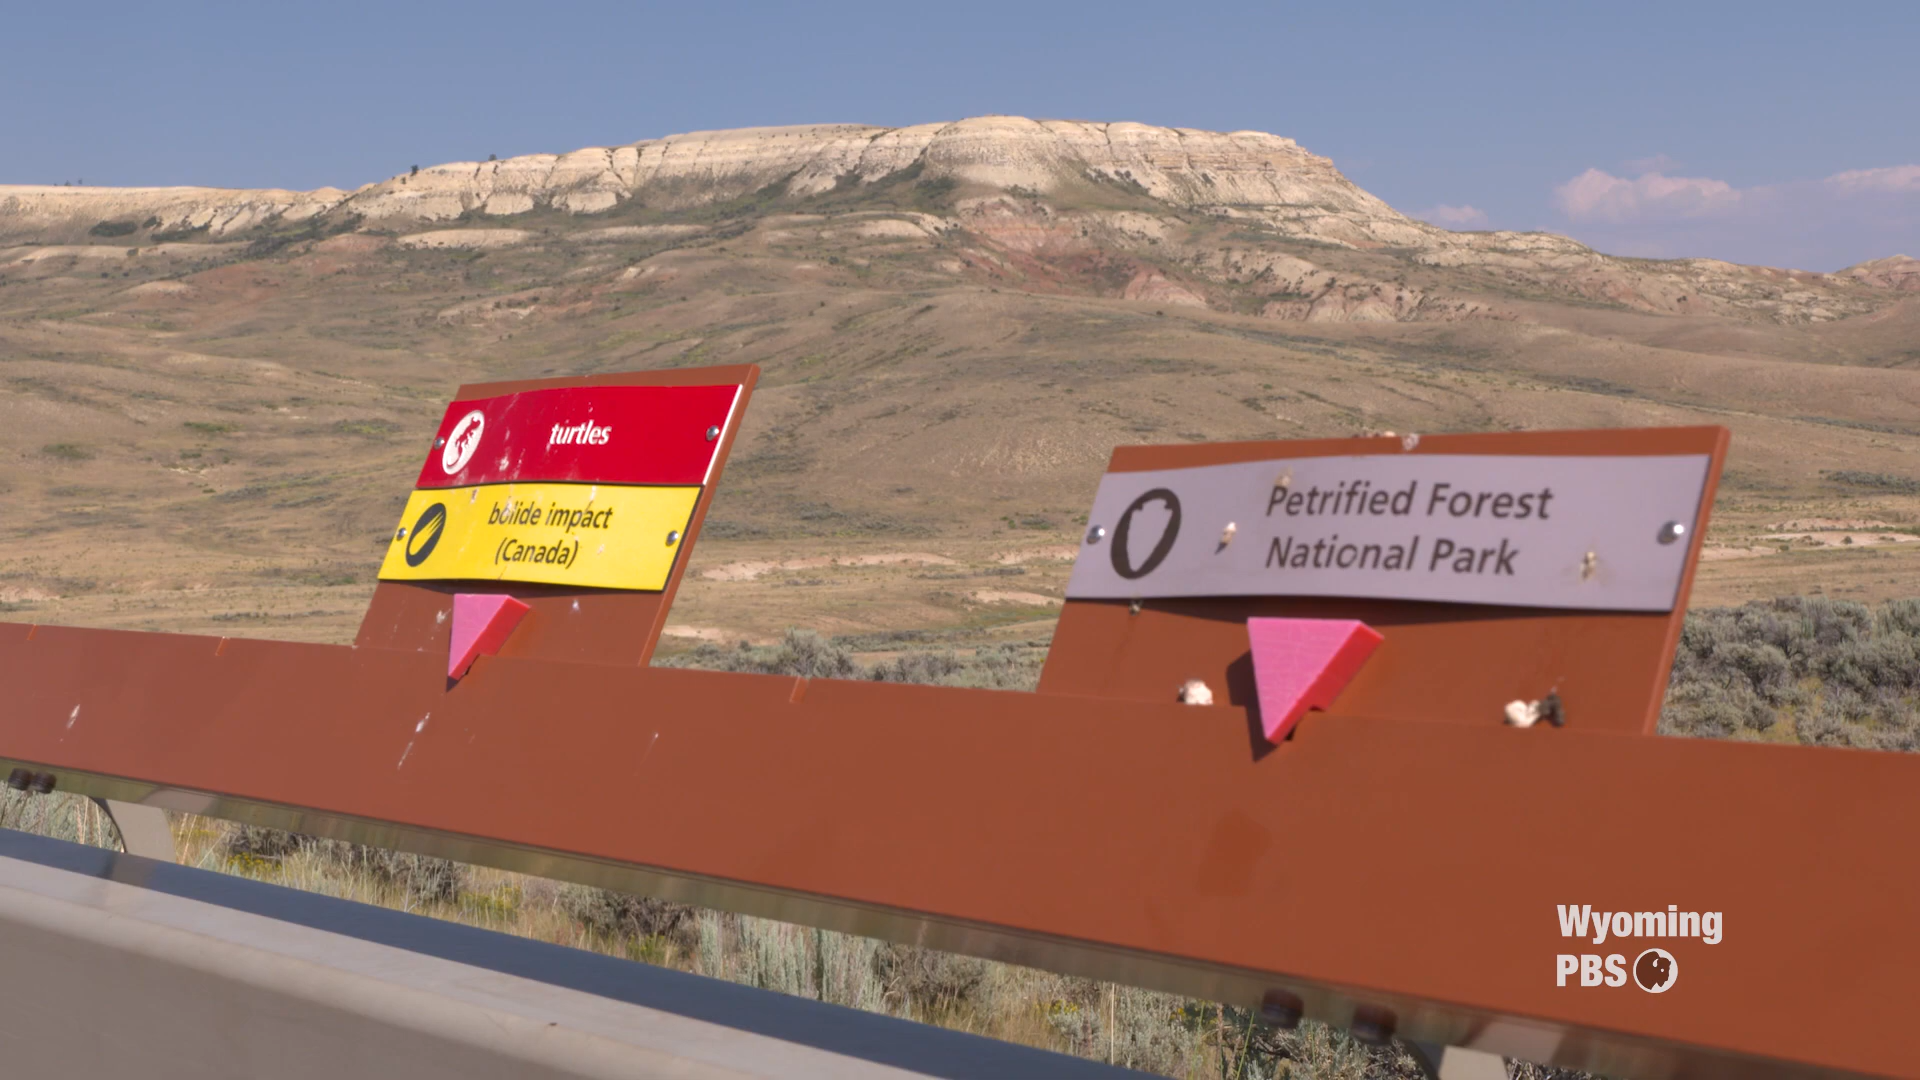 turtles
bolide impact
(Canada)
Petrified Forest
National Park
Wyoming
PBS